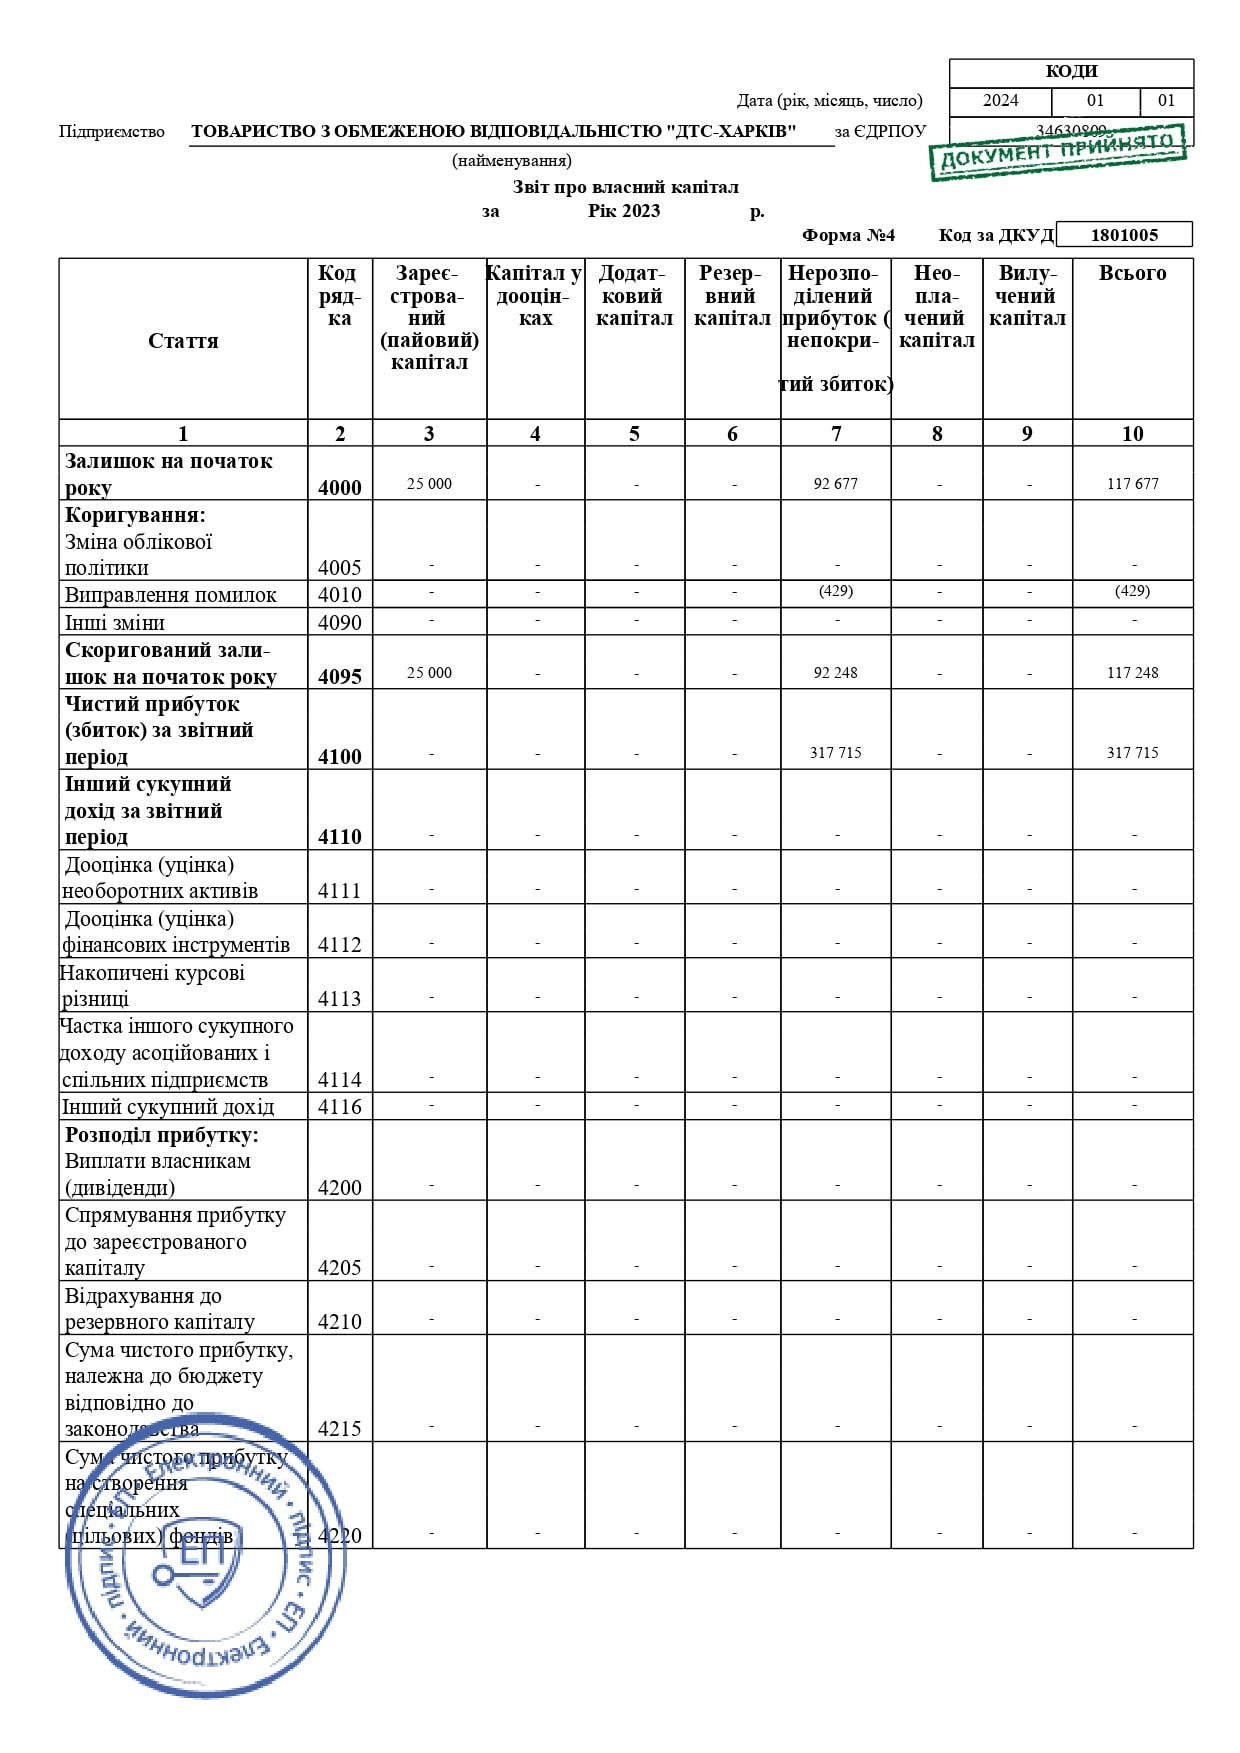 КОДИ
Дата (рік, місяць, число) 2024 01 01
Підприємство ТОВАРИСТВО З ОБМЕЖЕНОЮ ВІДПОВІДАЛЬНІСТЮ "ДТС-ХАРКІВ" за ЄДРПОУ 34630809
ДОКУМЕНТ ПРИЙНЯТО
(найменування)
Звіт про власний капітал
за Рік 2023 р.
Форма №4 Код за ДКУД 1801005
Стаття
Код ряд-
ка
Зареє-
строва-
ний
(пайовий)
капітал
Капітал у
дооцін-
ках
Додат-
ковий
капітал
Резер-
вний
капітал
Нерозпо-
ділений
прибуток (
непокри-
тий збиток)
Нео-
пла-
чений
капітал
Вилу-
чений
капітал
Всього
1 2 3 4 5 6 7 8 9 10
Залишок на початок
року 4000 25 000 - - - 92 677 - - 117 677
Коригування:
Зміна облікової
політики 4005 - - - - - - - -
Виправлення помилок 4010 - - - - (429) - - (429)
Інші зміни 4090 - - - - - - - -
Скоригований зали-
шок на початок року 4095 25 000 - - - 92 248 - - 117 248
Чистий прибуток
(збиток) за звітний
період 4100 - - - - 317 715 - - 317 715
Інший сукупний
дохід за звітний
період 4110 - - - - - - - -
Дооцінка (уцінка)
необоротних активів 4111 - - - - - - - -
Дооцінка (уцінка)
фінансових інструментів 4112 - - - - - - - -
Накопичені курсові
різниці 4113 - - - - - - - -
Частка іншого сукупного
доходу асоційованих і
спільних підприємств 4114 - - - - - - - -
Інший сукупний дохід 4116 - - - - - - - -
Розподіл прибутку:
Виплати власникам
(дивіденди) 4200 - - - - - - - -
Спрямування прибутку
до зареєстрованого
капіталу 4205 - - - - - - - -
Відрахування до
резервного капіталу 4210 - - - - - - - -
Сума чистого прибутку,
належна до бюджету
відповідно до
законодавства 4215 - - - - - - - -
Сума чистого прибутку
на створення
спеціальних
(цільових) фондів 4220 - - - - - - - -
ЕП • Електронний • підпис • ЕП • Електронний • підпис •
ЕП